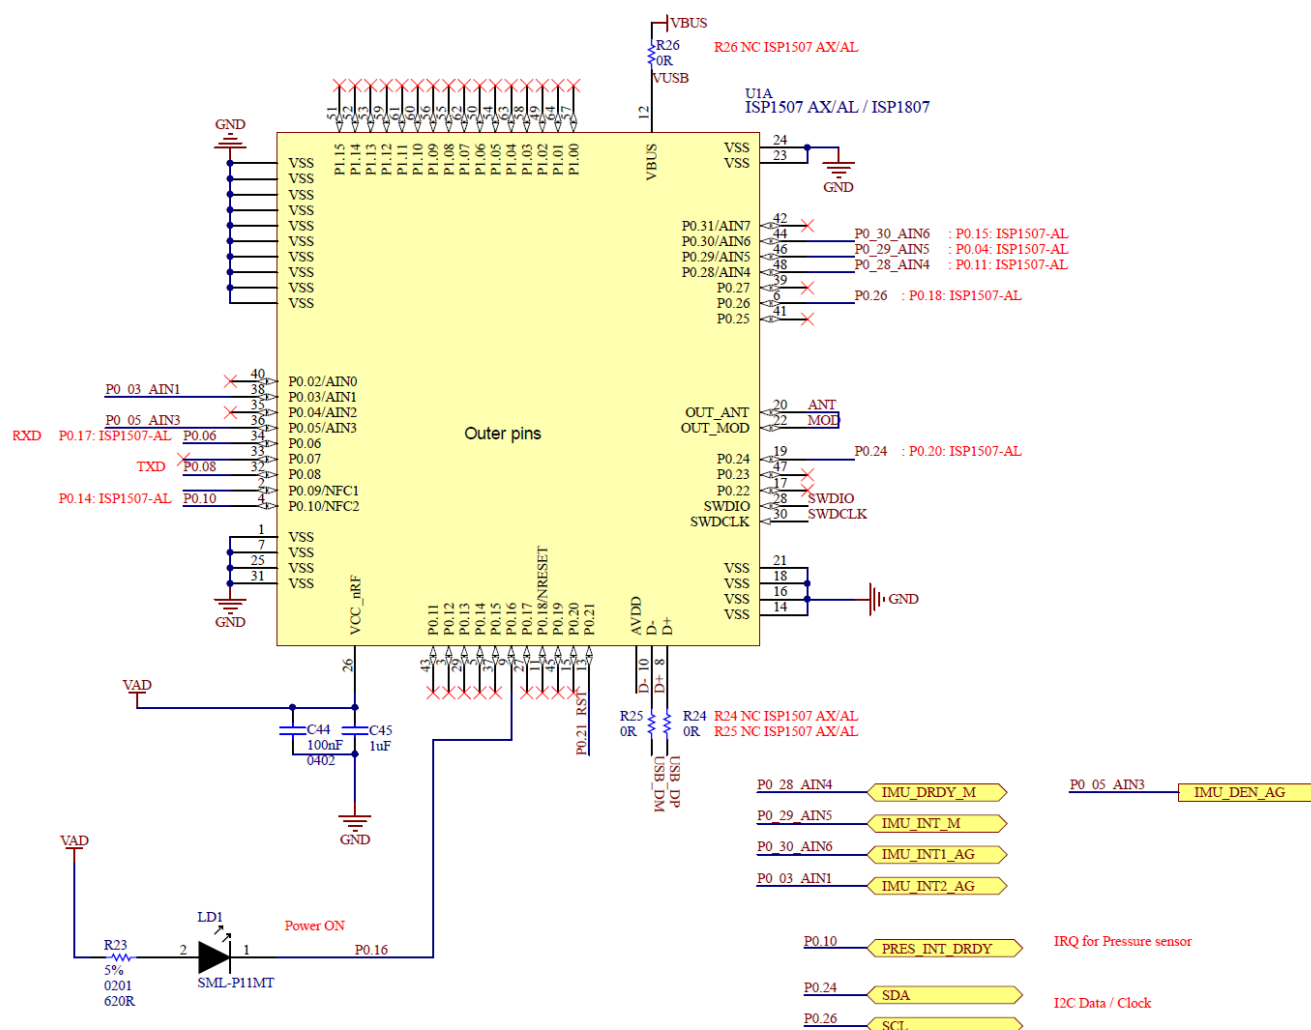 VBUS
R26
0R
R26 NC ISP1507 AX/AL
VUSB
U1A
ISP1507 AX/AL / ISP1807
51 52 53 59 61 60 56 55 62 50 54 63 58 49 64 57
12
P1.15 P1.14 P1.13 P1.12 P1.11 P1.10 P1.09 P1.08 P1.07 P1.06 P1.05 P1.04 P1.03 P1.02 P1.01 P1.00
VBUS
GND
VSS
VSS
VSS
VSS
VSS
VSS
VSS
VSS
VSS
VSS
VSS 24
VSS 23
GND
P0.31/AIN7 42
P0.30/AIN6 44 P0_30_AIN6 : P0.15: ISP1507-AL
P0.29/AIN5 46 P0_29_AIN5 : P0.04: ISP1507-AL
P0.28/AIN4 48 P0_28_AIN4 : P0.11: ISP1507-AL
P0.27 39
P0.26 6 P0.26 : P0.18: ISP1507-AL
P0.25 41
40 P0.02/AIN0
P0_03_AIN1 38 P0.03/AIN1
35 P0.04/AIN2
P0_05_AIN3 36 P0.05/AIN3
RXD P0.17: ISP1507-AL P0.06 34 P0.06
33 P0.07
TXD P0.08 32 P0.08
2 P0.09/NFC1
P0.14: ISP1507-AL P0.10 4 P0.10/NFC2
Outer pins
OUT_ANT 20 ANT
OUT_MOD 22 MOD
P0.24 19 P0.24 : P0.20: ISP1507-AL
P0.23 47
P0.22 17
SWDIO 28 SWDIO
SWDCLK 30 SWDCLK
1 VSS
7 VSS
25 VSS
31 VSS
GND
VSS 21
VSS 18
VSS 16
VSS 14
GND
VCC_nRF
P0.11 P0.12 P0.13 P0.14 P0.15 P0.16 P0.17 P0.18/NRESET P0.19 P0.20 P0.21
AVDD D- D+
26
43 3 29 5 37 9 27 11 45 15 13
10 8
D- D+
P0.21_RST
VAD
C44
100nF
0402
C45
1uF
GND
R25
0R
R24
0R
R24 NC ISP1507 AX/AL
R25 NC ISP1507 AX/AL
USB_DM
USB_DP
VAD
R23
5%
0201
620R
LD1
2 1
SML-P11MT
Power ON
P0.16
P0_28_AIN4 IMU_DRDY_M
P0_29_AIN5 IMU_INT_M
P0_30_AIN6 IMU_INT1_AG
P0_03_AIN1 IMU_INT2_AG
P0_05_AIN3 IMU_DEN_AG
P0.10 PRES_INT_DRDY IRQ for Pressure sensor
P0.24 SDA
I2C Data / Clock
P0.26 SCL